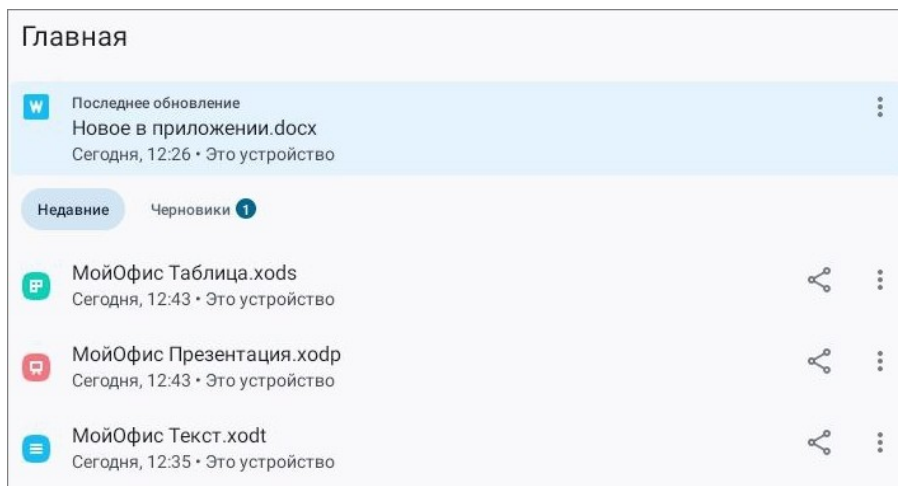 Главная
W
Последнее обновление
Новое в приложении.docx
Сегодня, 12:26 • Это устройство
Недавние Черновики 1
МойОфис Таблица.xods
Сегодня, 12:43 • Это устройство
МойОфис Презентация.xodp
Сегодня, 12:43 • Это устройство
МойОфис Текст.xodt
Сегодня, 12:35 • Это устройство